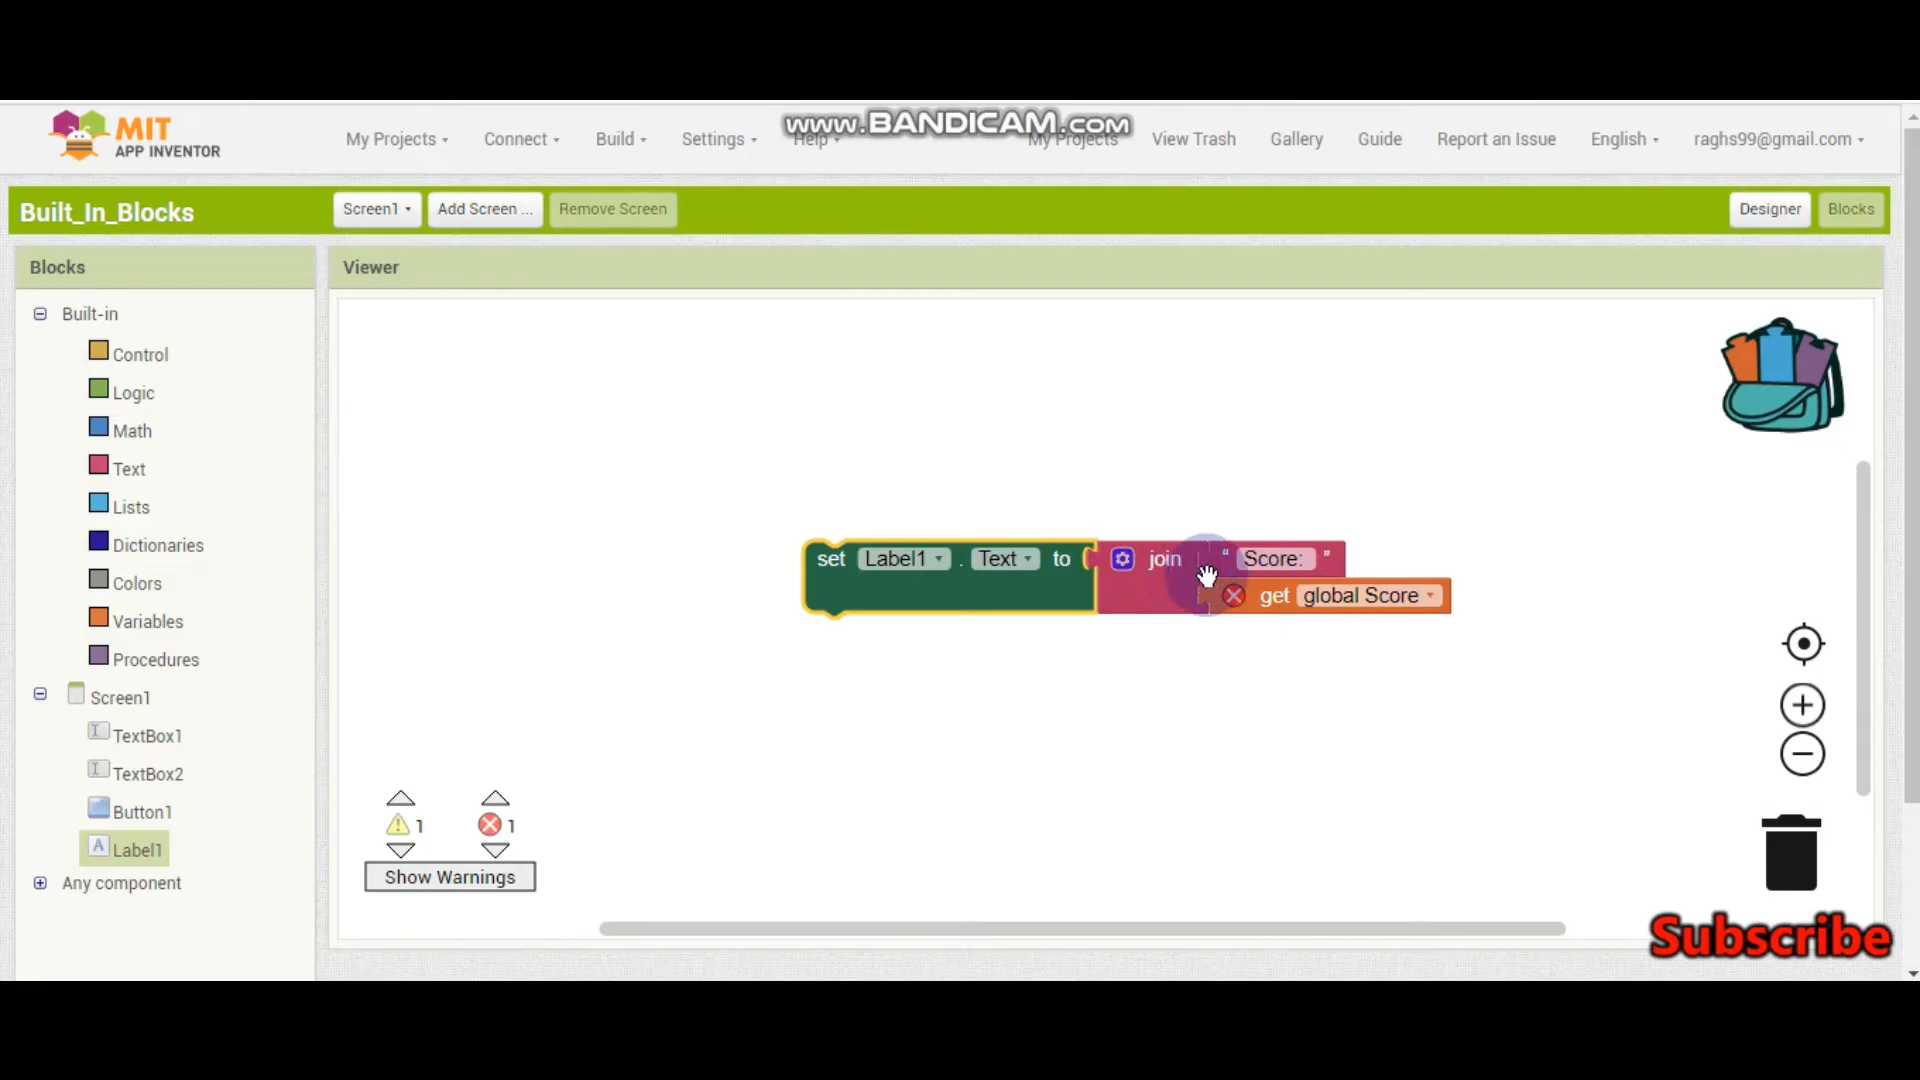 www.BANDICAM.com
MIT
APP INVENTOR
My Projects
Connect
Build
Settings
Help
My Projects
View Trash
Gallery
Guide
Report an Issue
English
raghs99@gmail.com
Built_In_Blocks
Screen1
Add Screen ...
Remove Screen
Designer
Blocks
Blocks
Viewer
Built-in
Control
Logic
Math
Text
Lists
Dictionaries
Colors
Variables
Procedures
Screen1
TextBox1
TextBox2
Button1
Label1
Any component
set Label1 . Text to join " Score: "
get global Score
1 1
Show Warnings
Subscribe